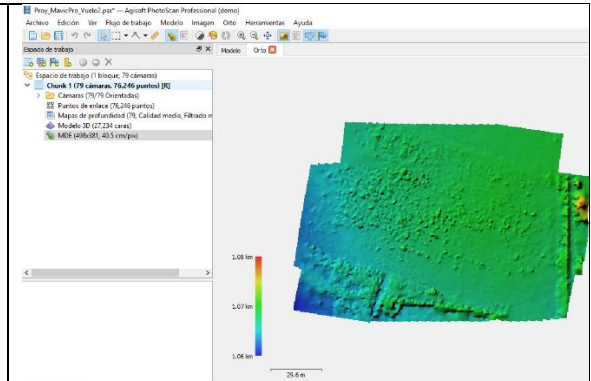 Proy_MavicPro_Vuelo2.psx* — Agisoft PhotoScan Professional (demo)
Archivo Edición Ver Flujo de trabajo Modelo Imagen Orto Herramientas Ayuda
Espacio de trabajo
Modelo Orto
Espacio de trabajo (1 bloque, 79 cámaras)
Chunk 1 (79 cámaras, 76,246 puntos) [R]
Cámaras (79/79 Orientadas)
Puntos de enlace (76,246 puntos)
Mapas de profundidad (79, Calidad media, Filtrado m
Modelo 3D (27,234 caras)
MDE (498x381, 40.5 cm/pix)
1.08 km
1.07 km
1.06 km
29.6 m